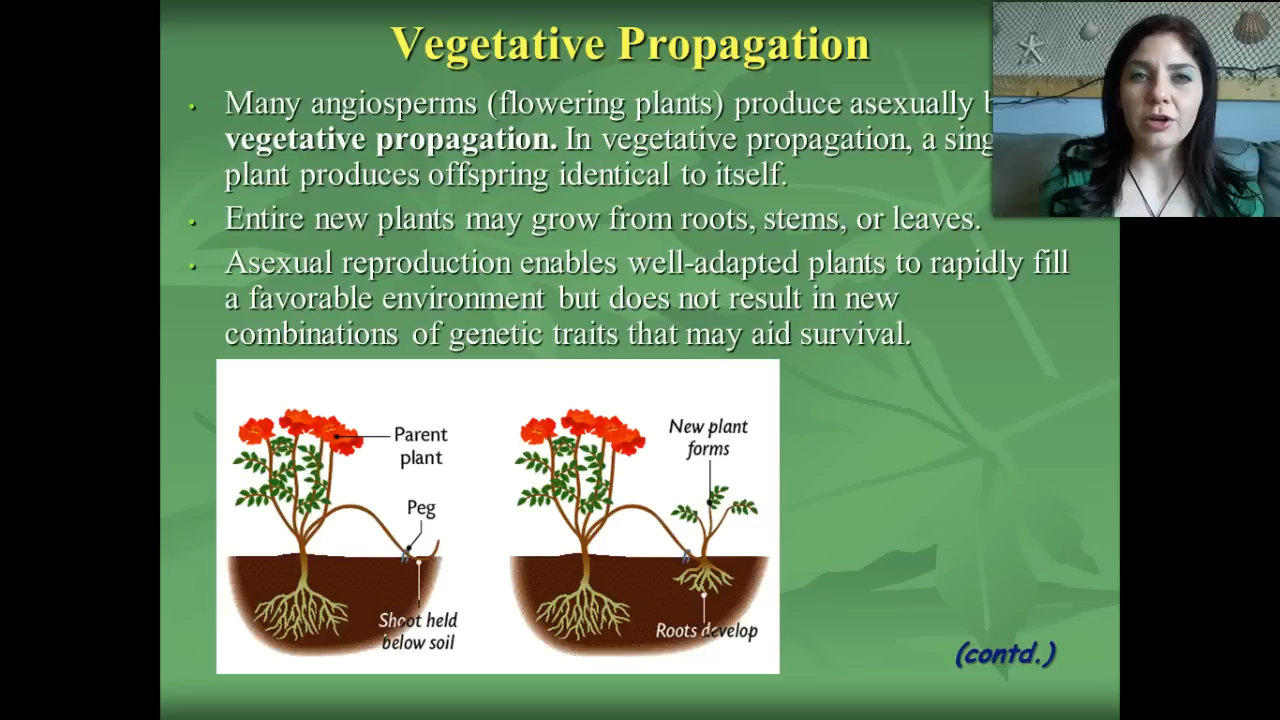 Vegetative Propagation
• Many angiosperms (flowering plants) produce asexually
vegetative propagation. In vegetative propagation, a
plant produces offspring identical to itself.
• Entire new plants may grow from roots, stems, or leaves.
• Asexual reproduction enables well-adapted plants to rapidly fill
a favorable environment but does not result in new
combinations of genetic traits that may aid survival.
Parent
plant
Peg
Shoot held
below soil
New plant
forms
Roots develop
(contd.)